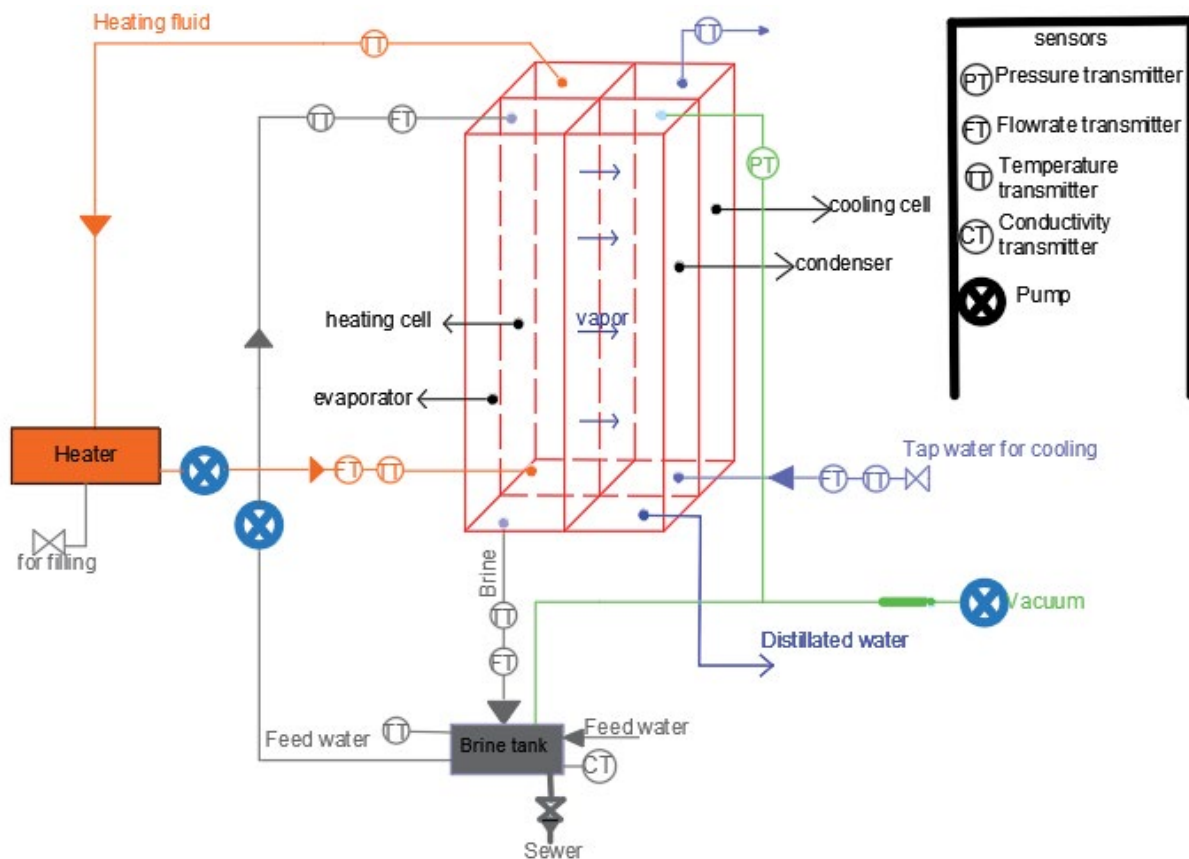 Heating fluid
TT
TT
sensors
PT
Pressure transmitter
FT
Flowrate transmitter
TT
Temperature
transmitter
CT
Conductivity
transmitter
Pump
TT
FT
PT
cooling cell
condenser
heating cell
vapor
evaporator
Heater
FT
TT
Tap water for cooling
FT
TT
for filling
Brine
TT
FT
Vacuum
Distillated water
Feed water
TT
Brine tank
Feed water
CT
Sewer